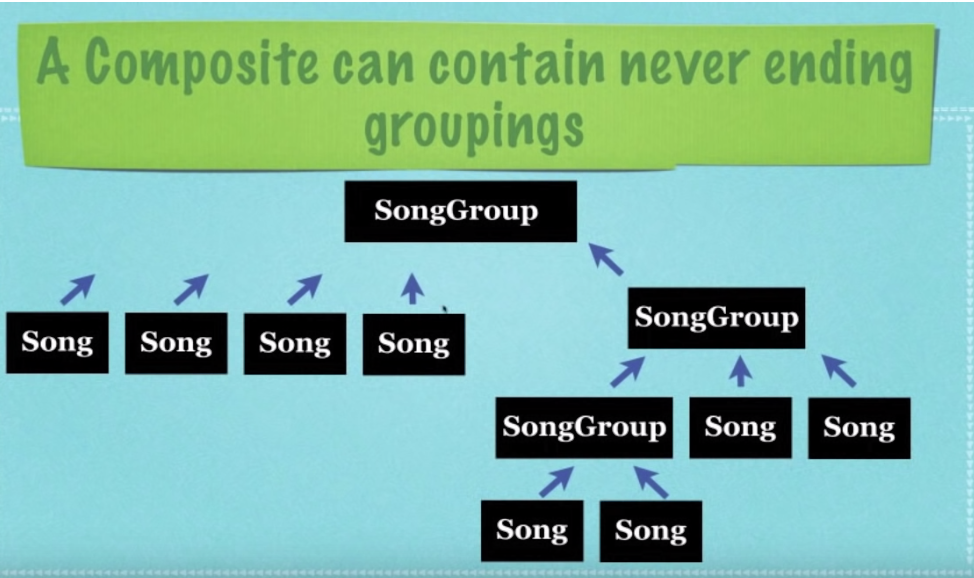 A Composite can contain never ending
groupings
SongGroup
SongGroup
Song Song Song Song
SongGroup Song Song
Song Song